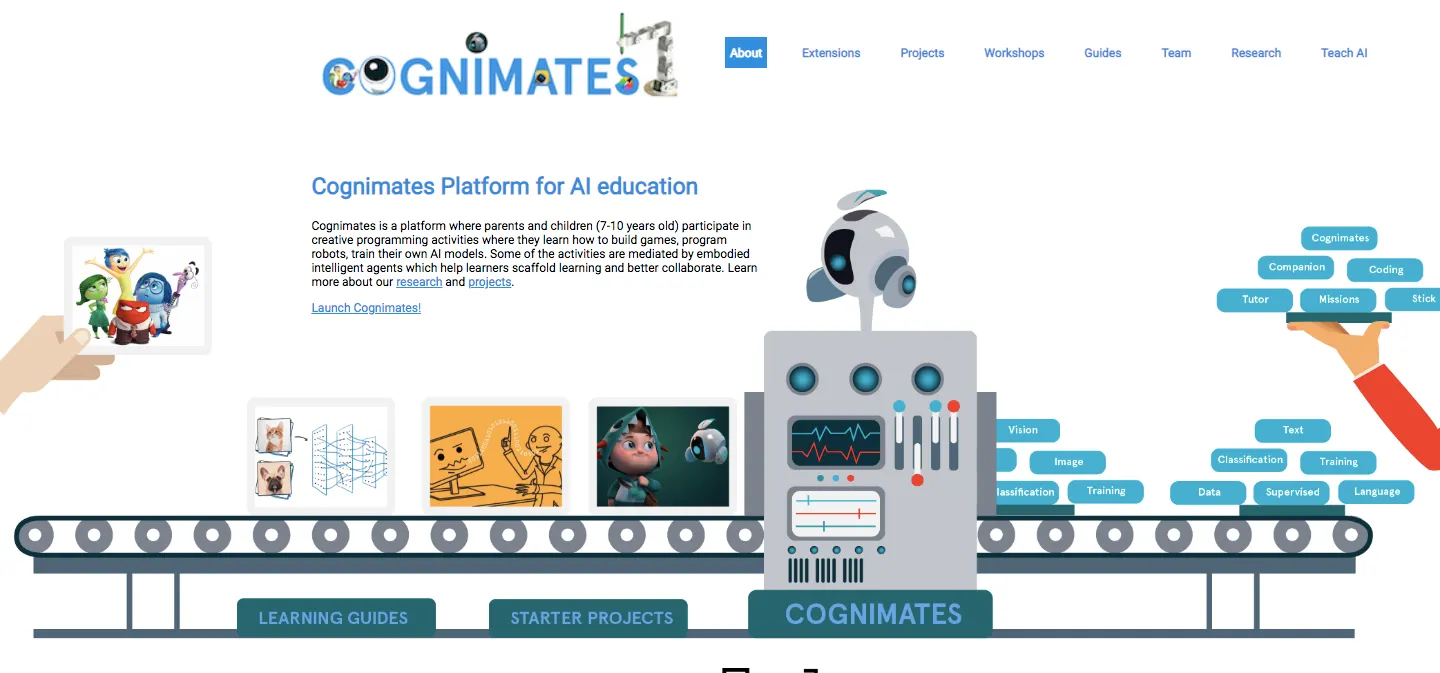 COGNIMATES
About
Extensions
Projects
Workshops
Guides
Team
Research
Teach AI
Cognimates Platform for AI education
Cognimates is a platform where parents and children (7-10 years old) participate in
creative programming activities where they learn how to build games, program
robots, train their own AI models. Some of the activities are mediated by embodied
intelligent agents which help learners scaffold learning and better collaborate. Learn
more about our research and projects.
Launch Cognimates!
Cognimates
Companion
Coding
Tutor
Missions
Stick
Vision
Image
lassification
Training
Text
Classification
Training
Data
Supervised
Language
LEARNING GUIDES
STARTER PROJECTS
COGNIMATES